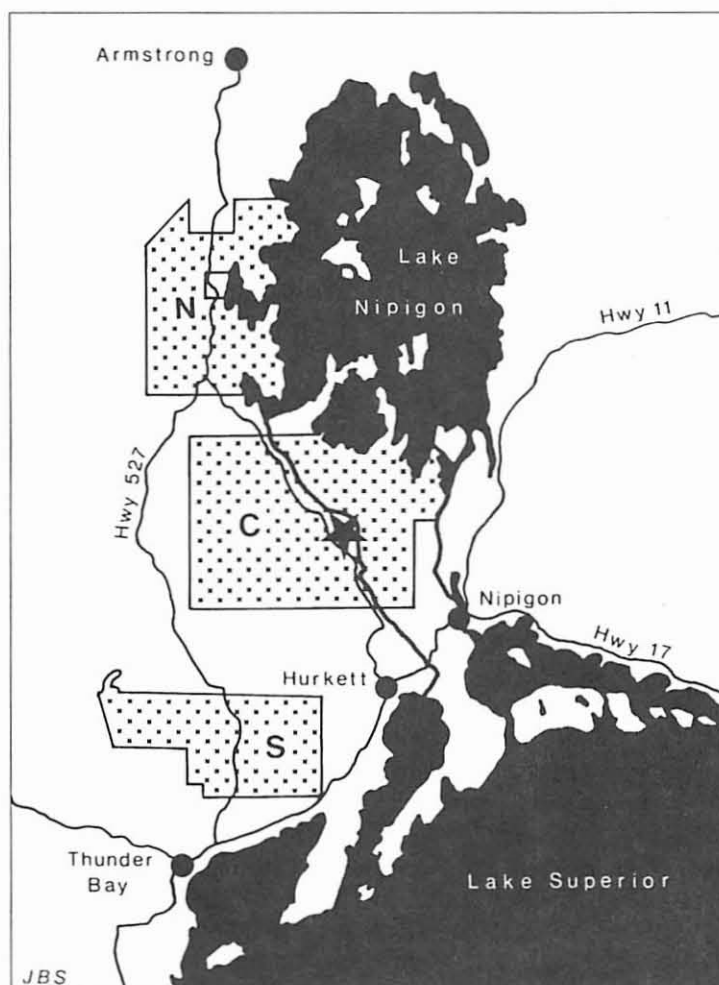 Armstrong
Lake
Nipigon
Hwy 11
N
Hwy 527
C
Nipigon
Hwy 17
Hurkett
S
Thunder
Bay
Lake Superior
JBS